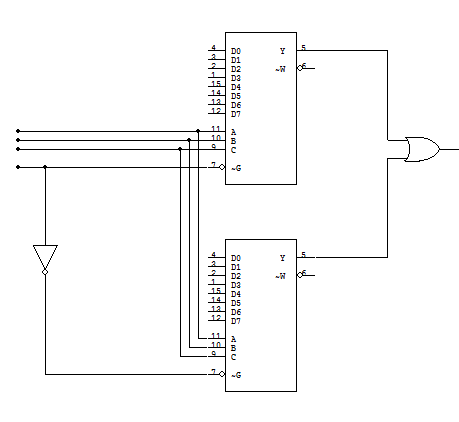 4 D0 Y 5
3 D1
2 D2 ~W 6
1 D3
15 D4
14 D5
13 D6
12 D7
11 A
10 B
9 C
7 ~G
4 D0 Y 5
3 D1
2 D2 ~W 6
1 D3
15 D4
14 D5
13 D6
12 D7
11 A
10 B
9 C
7 ~G